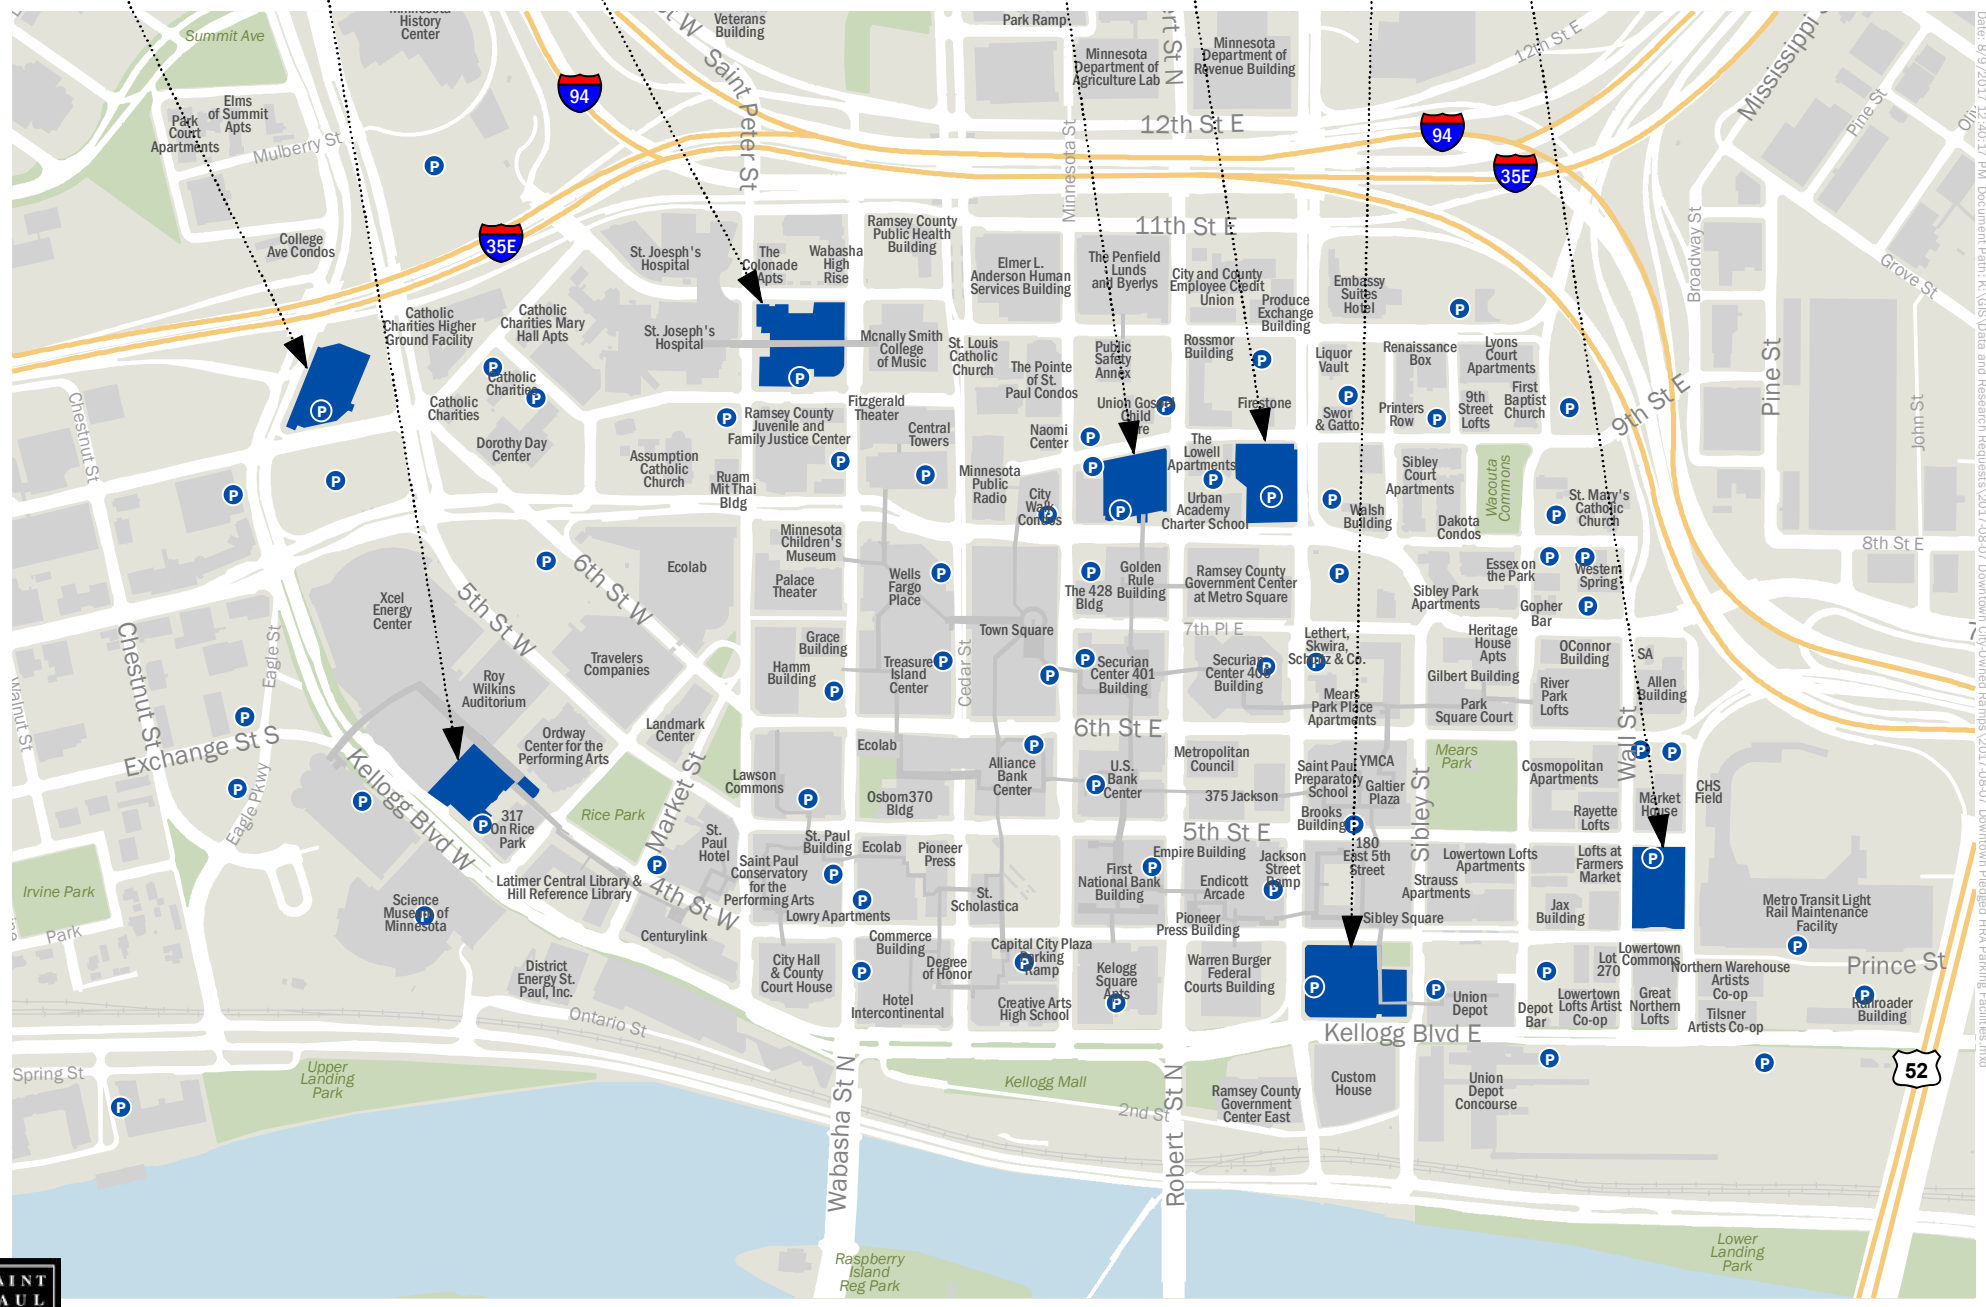 Minnesota
History
Center
Summit Ave
Veterans
Building
Park Ramp
St W
Saint Peter St
Minnesota
Department of
Agriculture Lab
Minnesota
Department of
Revenue Building
12th St E
Mississippi
Pine St
Elms
of Summit
Apts
Park
Court
Apartments
Mulberry St
94
12th St E
94
35E
Minnesota St
35E
College
Ave Condos
11th St E
Broadway St
Grove St
St. Joesph's
Hospital
The
Colonade
Apts
Wabasha
High
Rise
Ramsey County
Public Health
Building
Elmer L.
Anderson Human
Services Building
The Penfield
Lunds
and Byerlys
City and County
Employee Credit
Union
Produce
Exchange
Building
Embassy
Suites
Hotel
Catholic
Charities Higher
Ground Facility
Catholic
Charities Mary
Hall Apts
St. Joseph's
Hospital
Mcnally Smith
College
of Music
St. Louis
Catholic
Church
The Pointe
of St.
Paul Condos
Public
Safety
Annex
Rossmor
Building
Liquor
Vault
Renaissance
Box
Lyons
Court
Apartments
Pine St
John St
9th St E
Chestnut St
Catholic
Charities
Catholic
Charities
Dorothy Day
Center
Assumption
Catholic
Church
Ramsey County
Juvenile and
Family Justice Center
Ruam
Mit Thai
Bldg
Fitzgerald
Theater
Central
Towers
Naomi
Center
Union Gospel
Child
Firestone
Swor
& Gatto
Printers
Row
9th
Street
Lofts
First
Baptist
Church
Minnesota
Public
Radio
City
Walk
Condos
The
Lowell
Apartments
Urban
Academy
Charter School
Walsh
Building
Sibley
Court
Apartments
Wacouta
Commons
Dakota
Condos
St. Mary's
Catholic
Church
8th St E
Xcel
Energy
Center
5th St W
6th St W
Ecolab
Minnesota
Children's
Museum
Palace
Theater
Wells
Fargo
Place
The 428
Bldg
Golden
Rule
Building
Ramsey County
Government Center
at Metro Square
Essex on
the Park
Western
Spring
Sibley Park
Apartments
Gopher
Bar
Chestnut St
Eagle St
Walnut St
Roy
Wilkins
Auditorium
Travelers
Companies
Grace
Building
Hamm
Building
Treasure
Island
Center
Cedar St
Town Square
Securian
Center 401
Building
7th Pl E
Securian
Center 400
Building
Lethert,
Skwira,
Schultz & Co.
Mears
Park Place
Apartments
Heritage
House
Apts
Gilbert Building
Park
Square Court
OConnor
Building
River
Park
Lofts
SA
Allen
Building
Wall St
Exchange St S
Eagle Pkwy
Kellogg Blvd W
Ordway
Center for the
Performing Arts
Landmark
Center
Market St
Rice Park
317
On Rice
Park
St.
Paul
Hotel
Lawson
Commons
Ecolab
Osborn370
Bldg
Alliance
Bank
Center
6th St E
U.S.
Bank
Center
Metropolitan
Council
375 Jackson
5th St E
Saint Paul
Preparatory
School
YMCA
Galtier
Plaza
Brooks
Building
Sibley St
Mears
Park
Cosmopolitan
Apartments
Rayette
Lofts
Market
House
CHS
Field
Irvine Park
Park
Science
Museum of
Minnesota
Latimer Central Library &
Hill Reference Library
4th St W
Saint Paul
Conservatory
for the
Performing Arts
St. Paul
Building
Ecolab
Pioneer
Press
St.
Scholastica
Lowry Apartments
First
National Bank
Building
Empire Building
Endicott
Arcade
Jackson
Street
Ramp
180
East 5th
Street
Strauss
Apartments
Lowertown Lofts
Apartments
Lofts at
Farmers
Market
Jax
Building
Metro Transit Light
Rail Maintenance
Facility
Centurylink
District
Energy St.
Paul, Inc.
Ontario St
City Hall
& County
Court House
Commerce
Building
Degree
of Honor
Hotel
Intercontinental
Capital City Plaza
Parking
Ramp
Creative Arts
High School
Kelogg
Square
Apts
Pioneer
Press Building
Warren Burger
Federal
Courts Building
Sibley Square
Union
Depot
Depot
Bar
Lot
270
Lowertown
Commons
Lowertown
Lofts Artist
Co-op
Great
Northern
Lofts
Northern Warehouse
Artists
Co-op
Tilsner
Artists Co-op
Prince St
Railroader
Building
Kellogg Blvd E
Spring St
Upper
Landing
Park
Wabasha St N
Kellogg Mall
2nd St
Robert St N
Ramsey County
Government
Center East
Custom
House
Union
Depot
Concourse
52
Raspberry
Island
Reg Park
Lower
Landing
Park
AINT
AUL